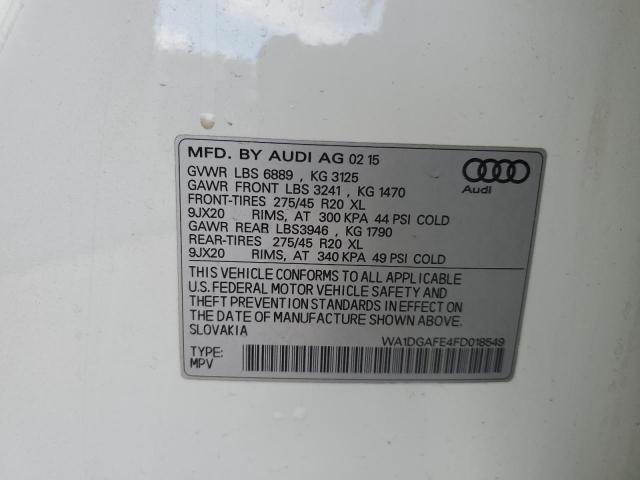 MFD. BY AUDI AG 02 15
GVWR LBS 6889 , KG 3125
GAWR FRONT LBS 3241 , KG 1470
FRONT-TIRES 275/45 R20 XL
9JX20 RIMS, AT 300 KPA 44 PSI COLD
GAWR REAR LBS3946 , KG 1790
REAR-TIRES 275/45 R20 XL
9JX20 RIMS, AT 340 KPA 49 PSI COLD
Audi
THIS VEHICLE CONFORMS TO ALL APPLICABLE
U.S. FEDERAL MOTOR VEHICLE SAFETY AND
THEFT PREVENTION STANDARDS IN EFFECT ON
THE DATE OF MANUFACTURE SHOWN ABOVE.
SLOVAKIA
WA1DGAFE4FD018549
TYPE:
MPV